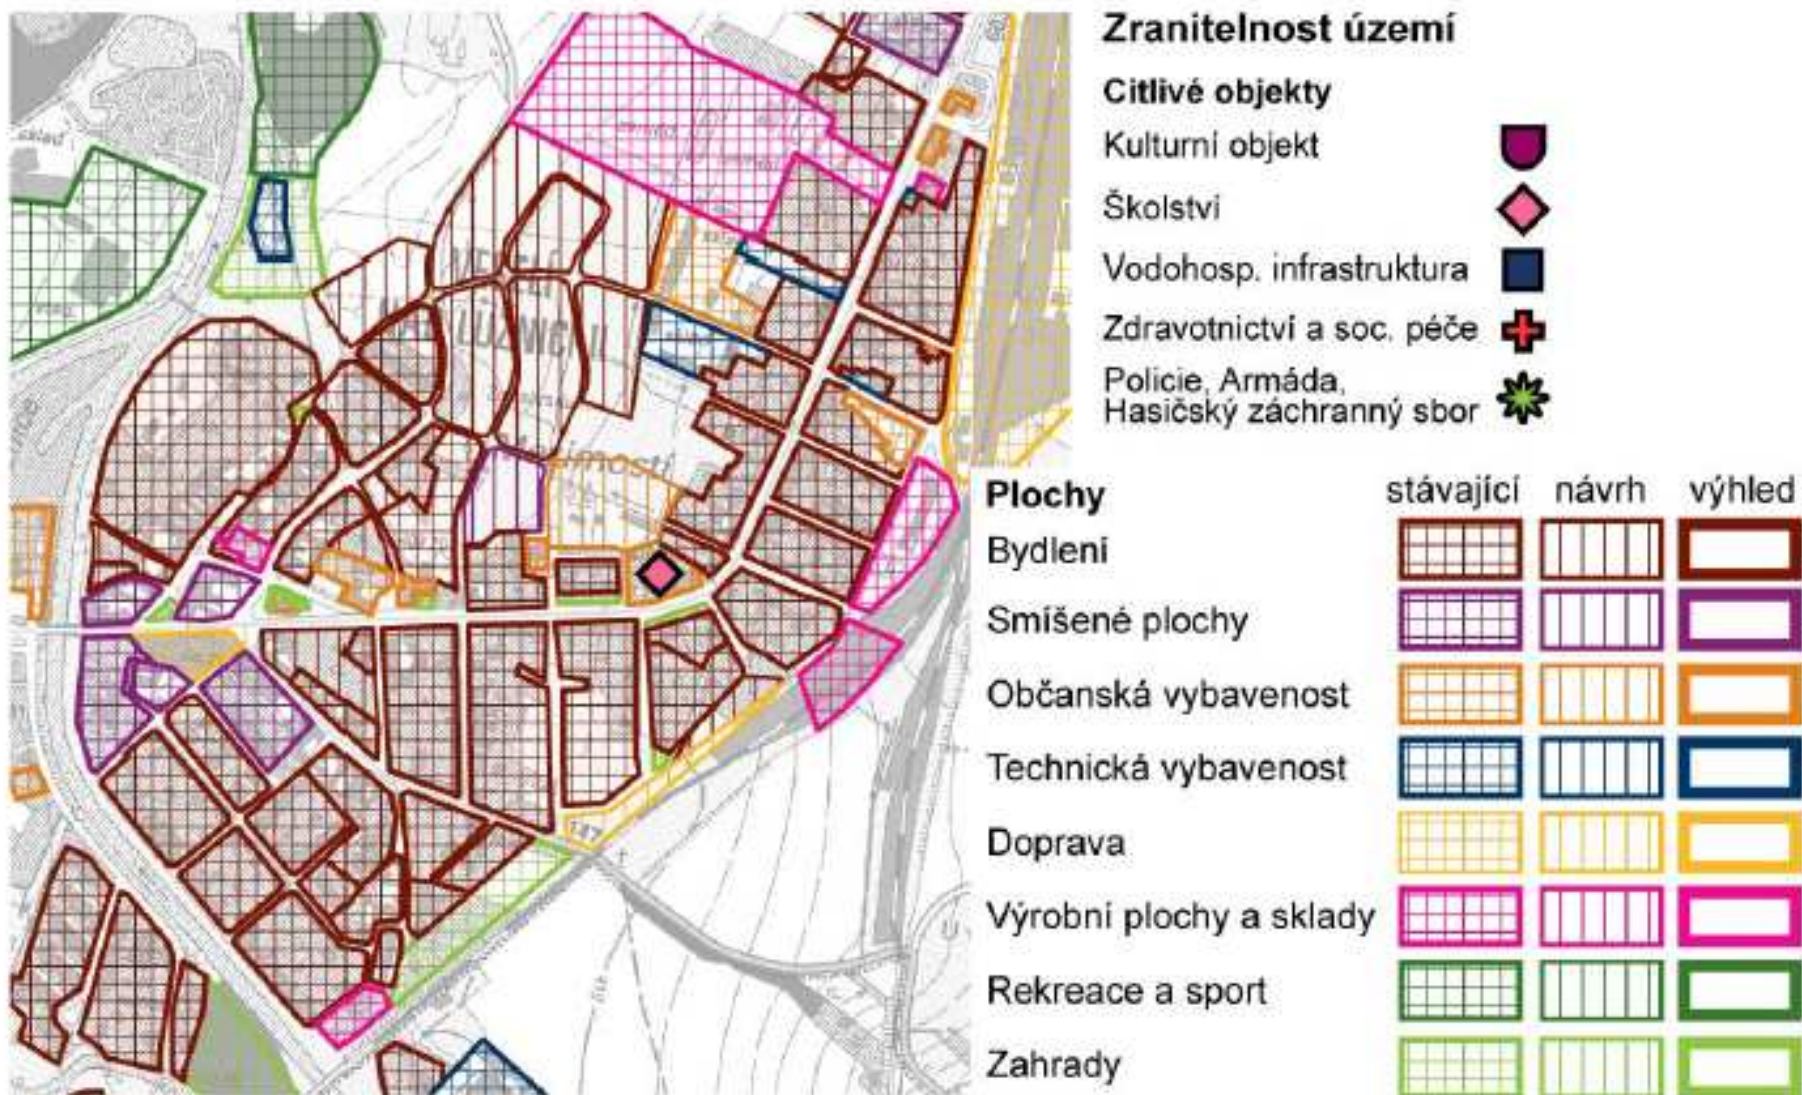 Zranitelnost území
Citlivé objekty
Kulturní objekt
Školství
Vodohosp. infrastruktura
Zdravotnictví a soc. péče
Policie, Armáda,
Hasičský záchranný sbor
Plochy
stávající návrh výhled
Bydlení
Smíšené plochy
Občanská vybavenost
Technická vybavenost
Doprava
Výrobní plochy a sklady
Rekreace a sport
Zahrady